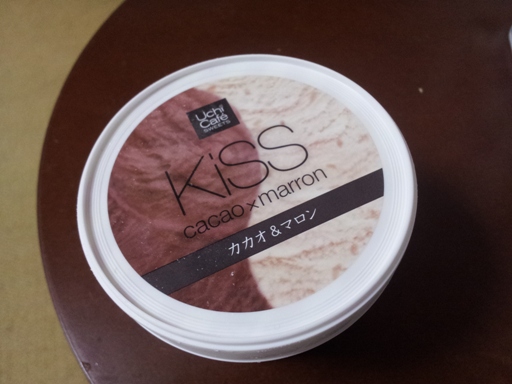 Uchi
Café
SWEETS
KiSS
cacao×marron
カカオ&マロン